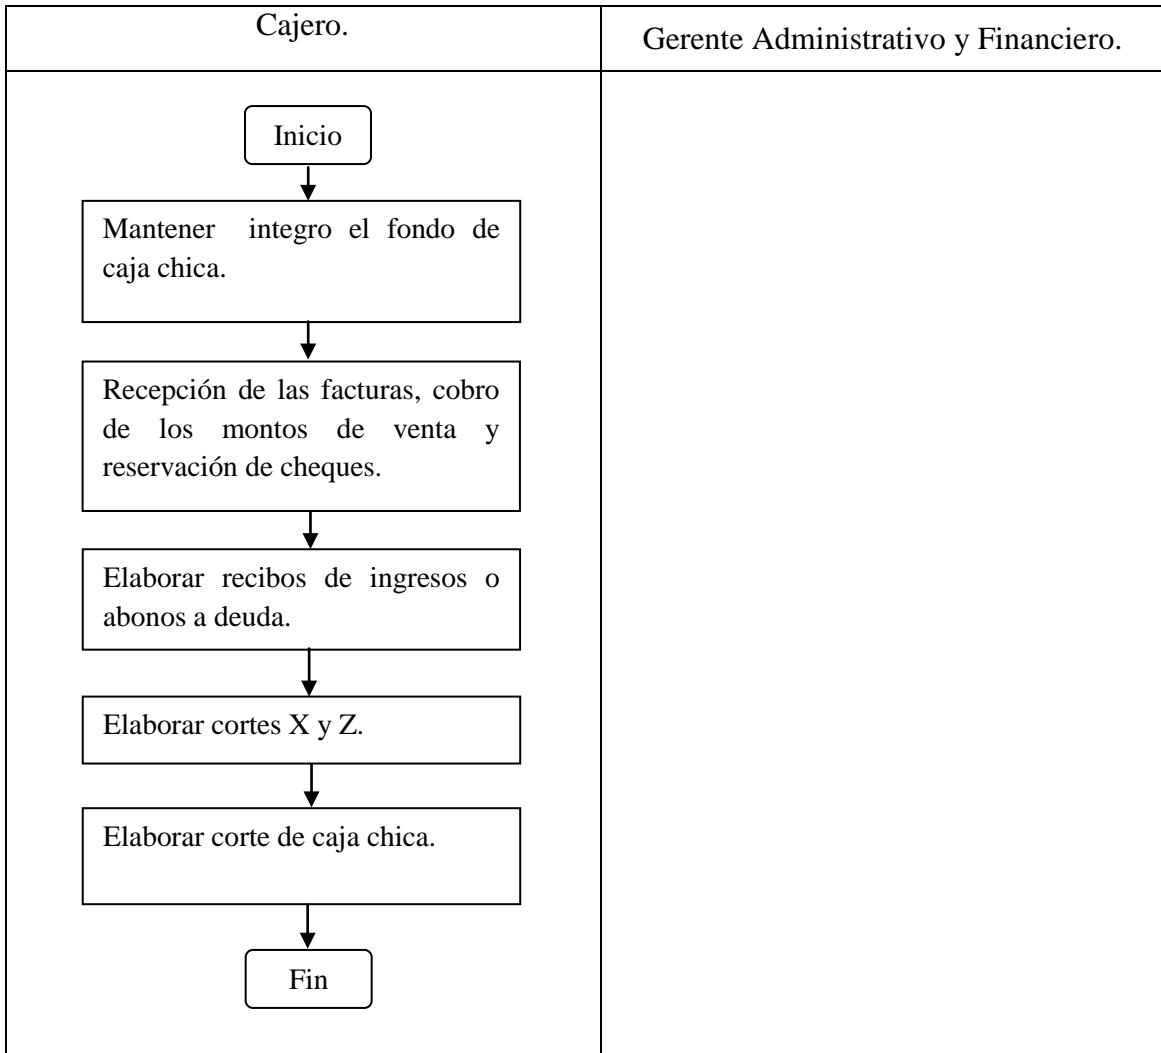 Cajero.
Gerente Administrativo y Financiero.
Inicio
Mantener integro el fondo de
caja chica.
Recepción de las facturas, cobro
de los montos de venta y
reservación de cheques.
Elaborar recibos de ingresos o
abonos a deuda.
Elaborar cortes X y Z.
Elaborar corte de caja chica.
Fin